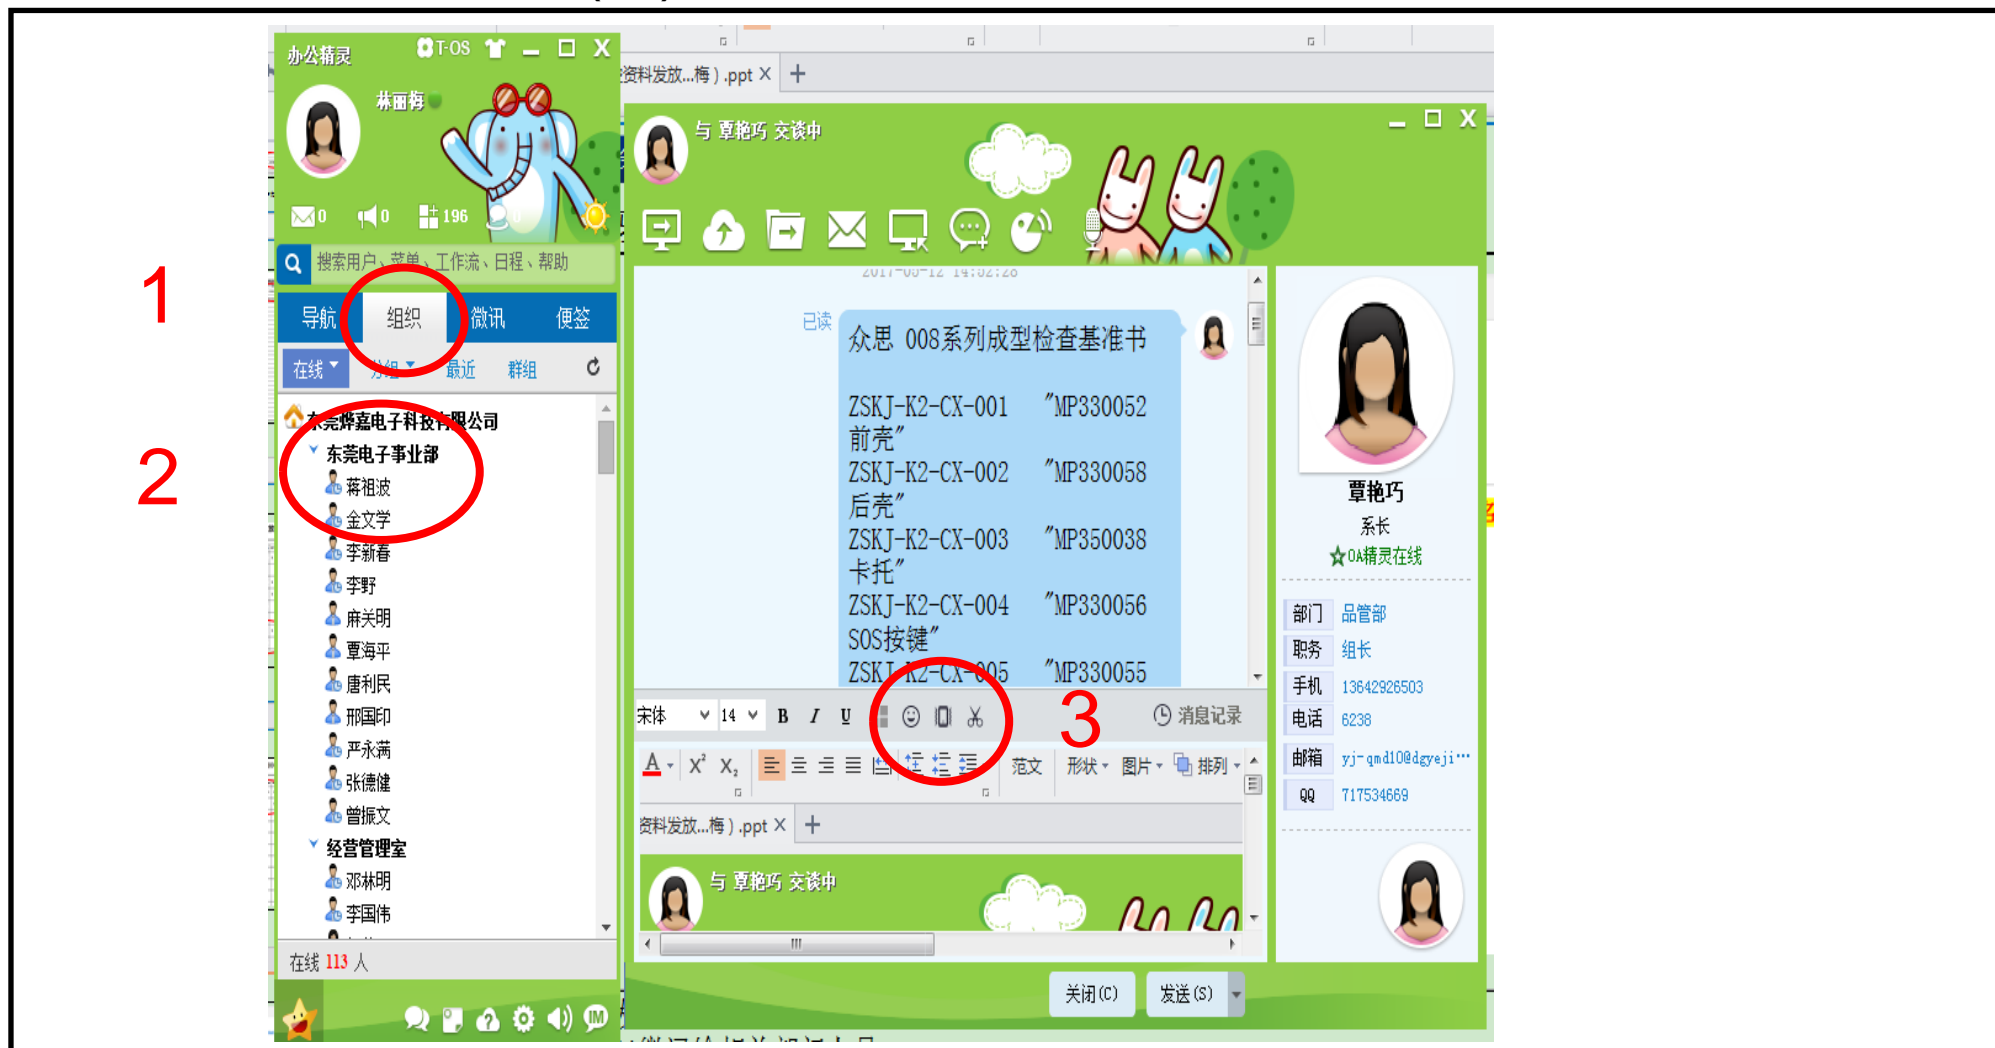 办公精灵
T-OS
林丽梅
0
0
196
搜索用户、菜单、工作流、日程、帮助
1
导航
组织
微讯
便签
在线
分组
最近
群组
东莞烨嘉电子科技有限公司
2
东莞电子事业部
蒋祖波
金文学
李新春
李野
麻关明
覃海平
唐利民
邢国印
严永满
张德健
曾振文
经营管理室
邓林明
李国伟
在线 113 人
IM
资料发放...梅）.ppt X +
与 覃艳巧 交谈中
2017-05-12 14:52:28
已读
众思 008系列成型检查基准书
ZSKJ-K2-CX-001 "MP330052
前壳"
ZSKJ-K2-CX-002 "MP330058
后壳"
ZSKJ-K2-CX-003 "MP350038
卡托"
ZSKJ-K2-CX-004 "MP330056
SOS按键"
ZSKJ-K2-CX-005 "MP330055
宋体 14 B I U
消息记录
3
A X² X₂
范文 形状 图片 排列
资料发放...梅）.ppt X +
与 覃艳巧 交谈中
关闭(C) 发送(S)
覃艳巧
系长
OA精灵在线
部门 品管部
职务 组长
手机 13642926503
电话 6238
邮箱 yj-qmd10@dgyeji…
QQ 717534669